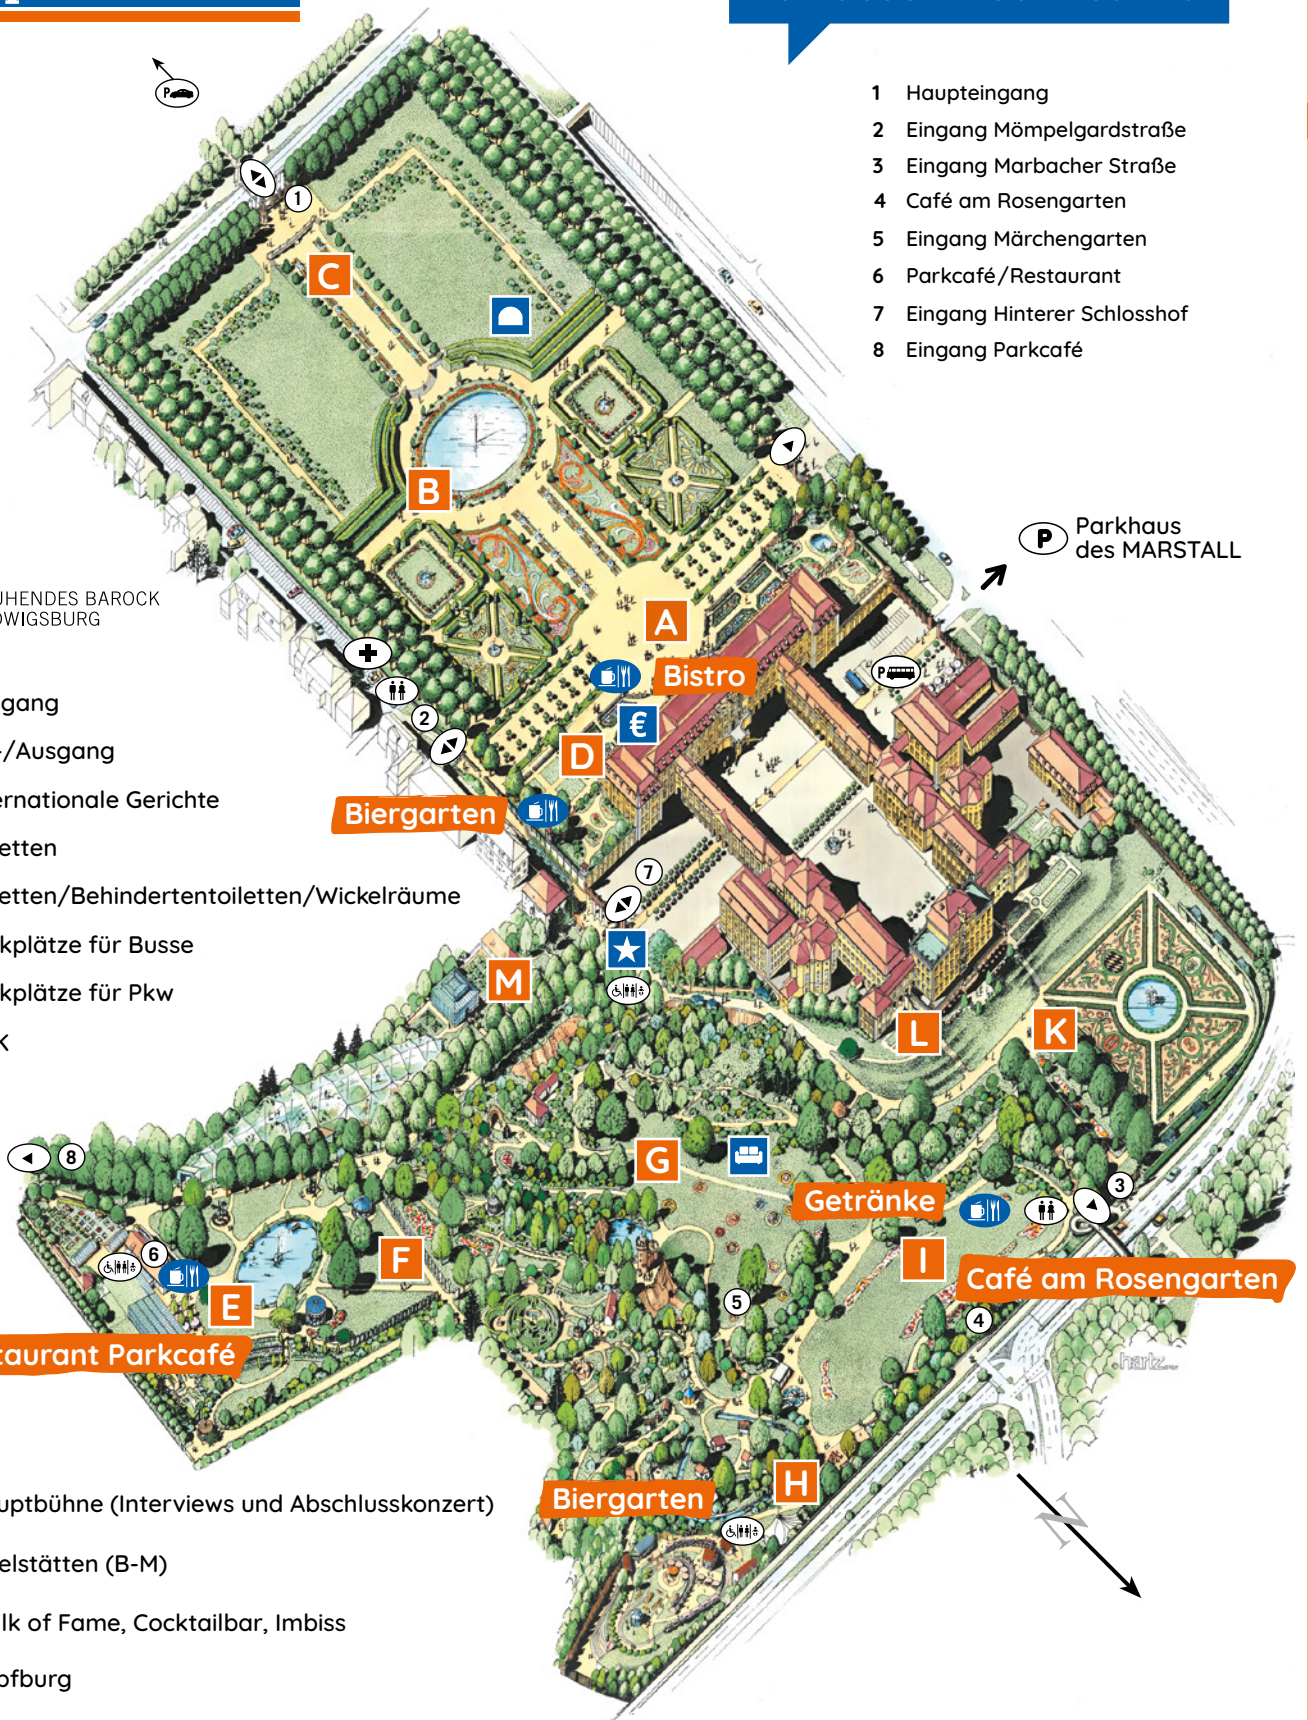 1 Haupteingang
2 Eingang Mömpelgardstraße
3 Eingang Marbacher Straße
4 Café am Rosengarten
5 Eingang Märchengarten
6 Parkcafé/Restaurant
7 Eingang Hinterer Schlosshof
8 Eingang Parkcafé
P
1
C
B
P Parkhaus
des MARSTALL
UHENDES BAROCK
DWIGSBURG
A
Bistro
P
2
€
D
Biergarten
gang
-/Ausgang
ernationale Gerichte
etten
etten/Behindertentoiletten/Wickelräume
kplätze für Busse
kplätze für Pkw
K
7
M
L
K
8
G
3
Getränke
6
F
I
Café am Rosengarten
E
5
4
taurant Parkcafé
hartz
H
Biergarten
N
uptbühne (Interviews und Abschlusskonzert)
elstätten (B-M)
lk of Fame, Cocktailbar, Imbiss
pfburg